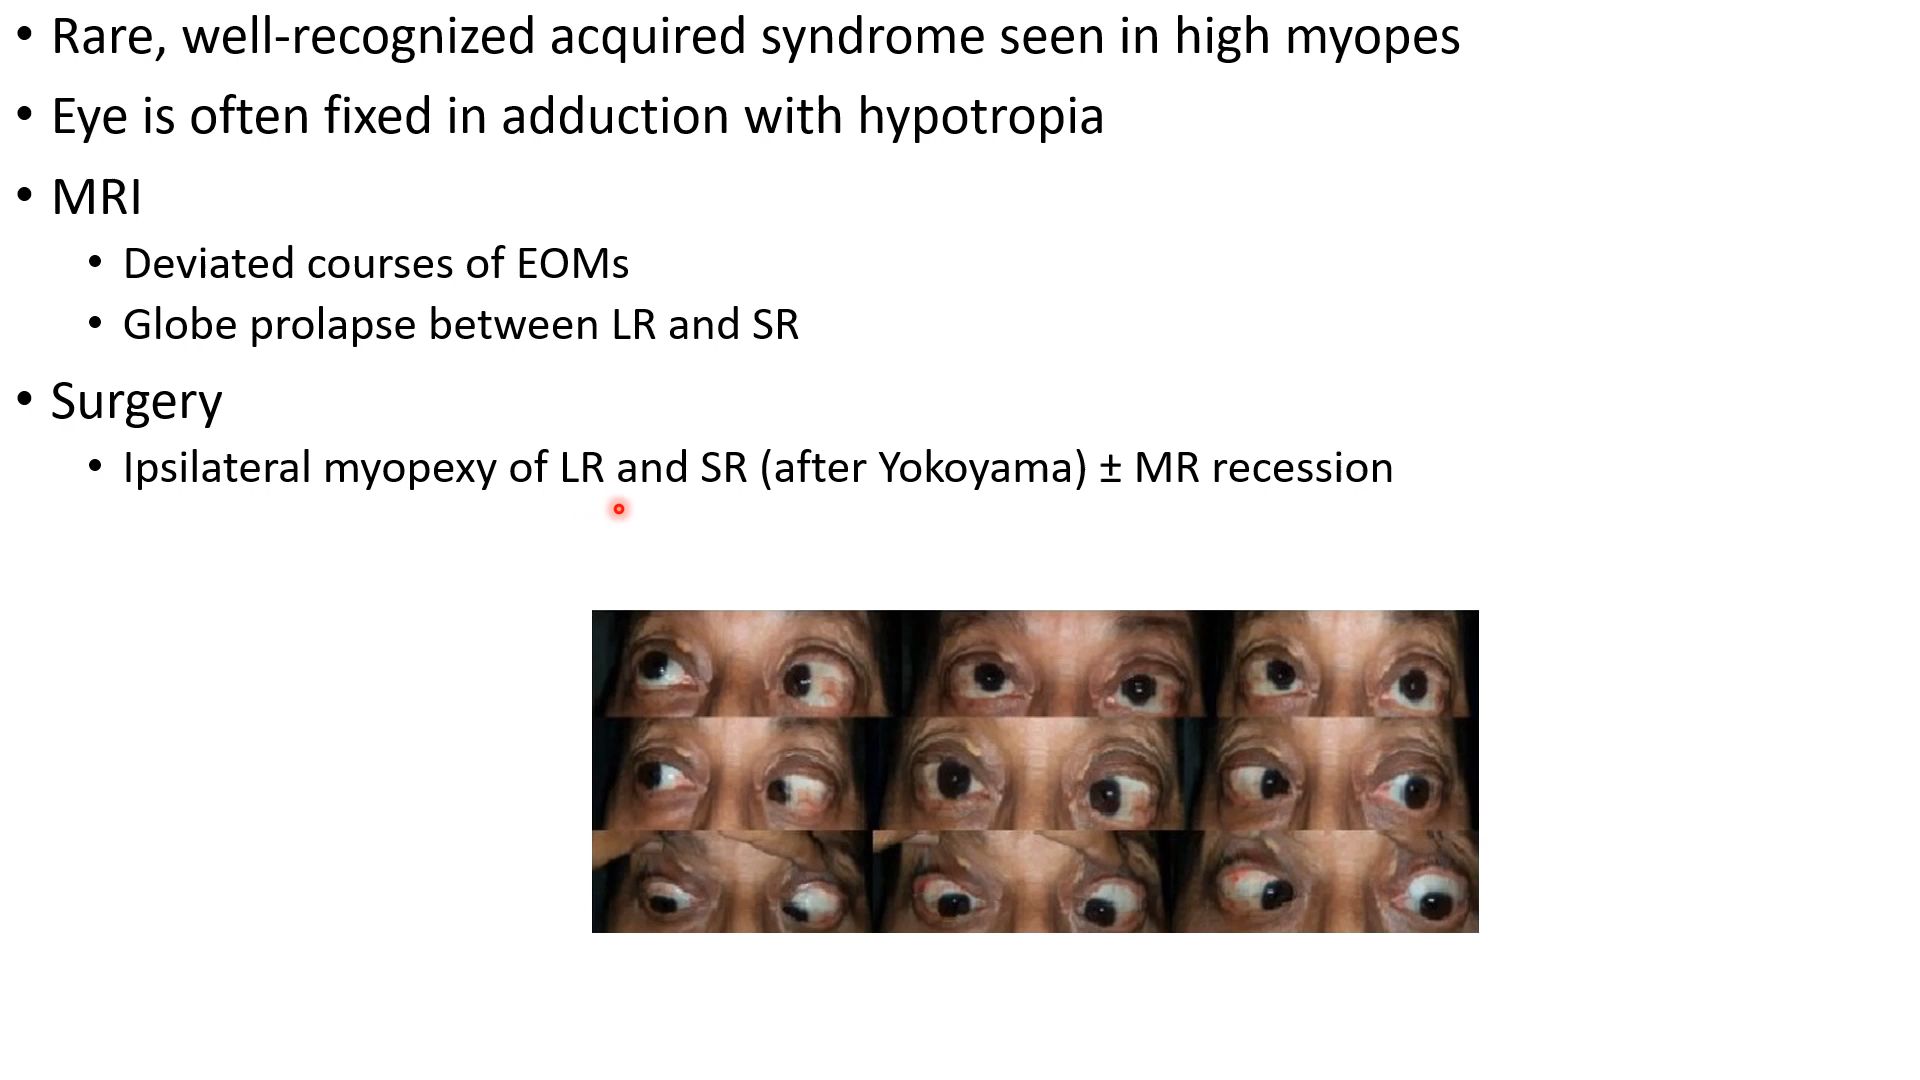 • Rare, well-recognized acquired syndrome seen in high myopes
• Eye is often fixed in adduction with hypotropia
• MRI
• Deviated courses of EOMs
• Globe prolapse between LR and SR
• Surgery
• Ipsilateral myopexy of LR and SR (after Yokoyama) ± MR recession